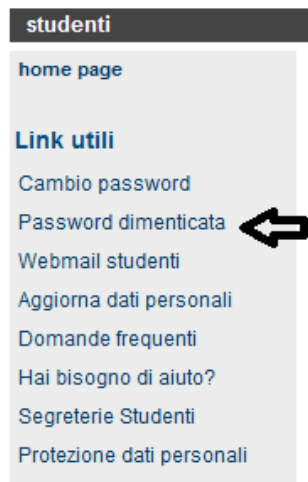 studenti
home page
Link utili
Cambio password
Password dimenticata
Webmail studenti
Aggiorna dati personali
Domande frequenti
Hai bisogno di aiuto?
Segreterie Studenti
Protezione dati personali